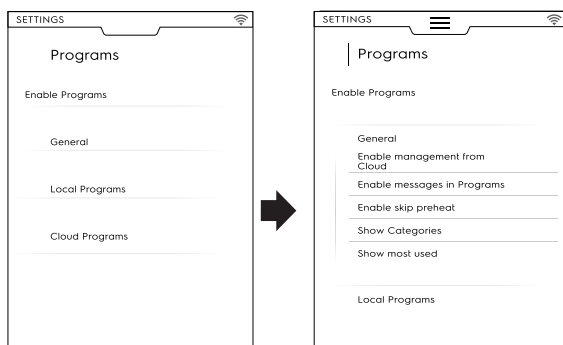 SETTINGS
Programs
Enable Programs
General
Local Programs
Cloud Programs
SETTINGS
Programs
Enable Programs
General
Enable management from
Cloud
Enable messages in Programs
Enable skip preheat
Show Categories
Show most used
Local Programs